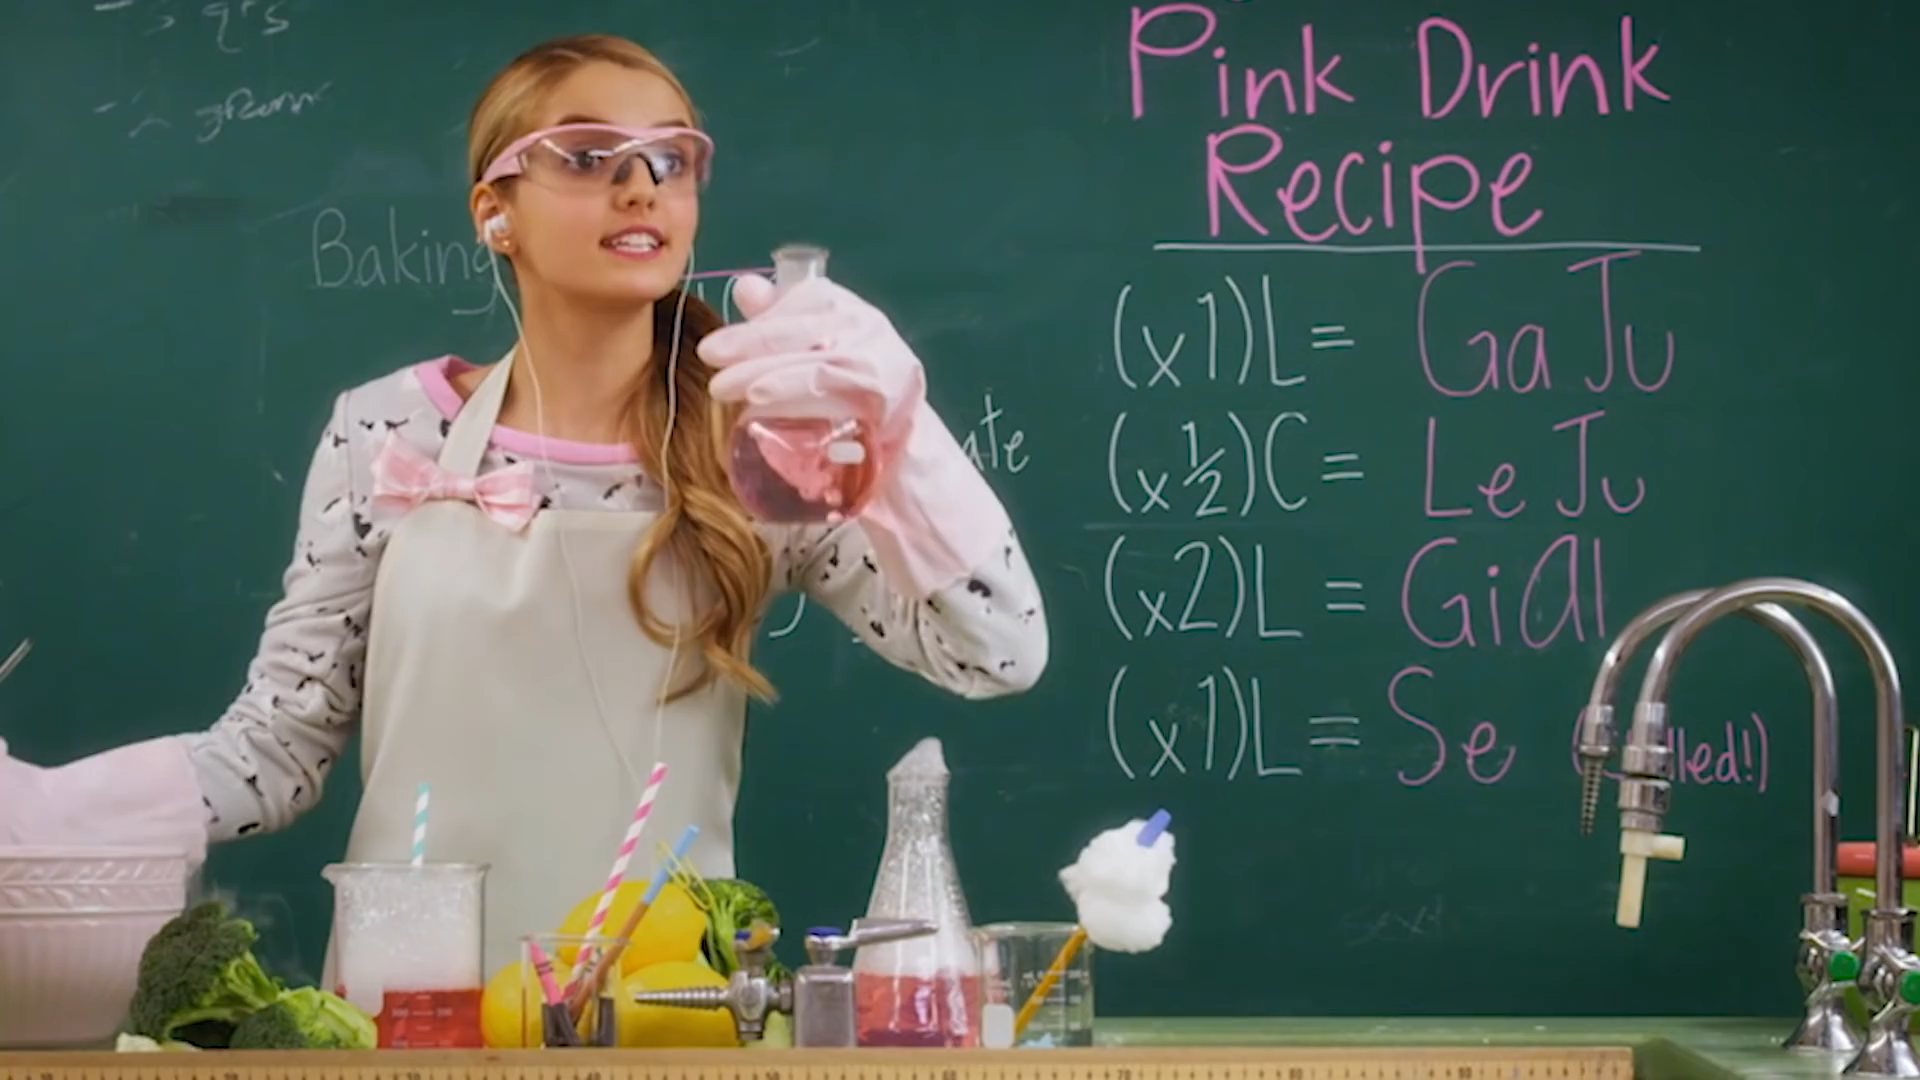 Pink Drink
Recipe
(x1)L = Ga Ju
(x½)C = Le Ju
(x2)L = Gi Al
(x1)L = Se
Baking